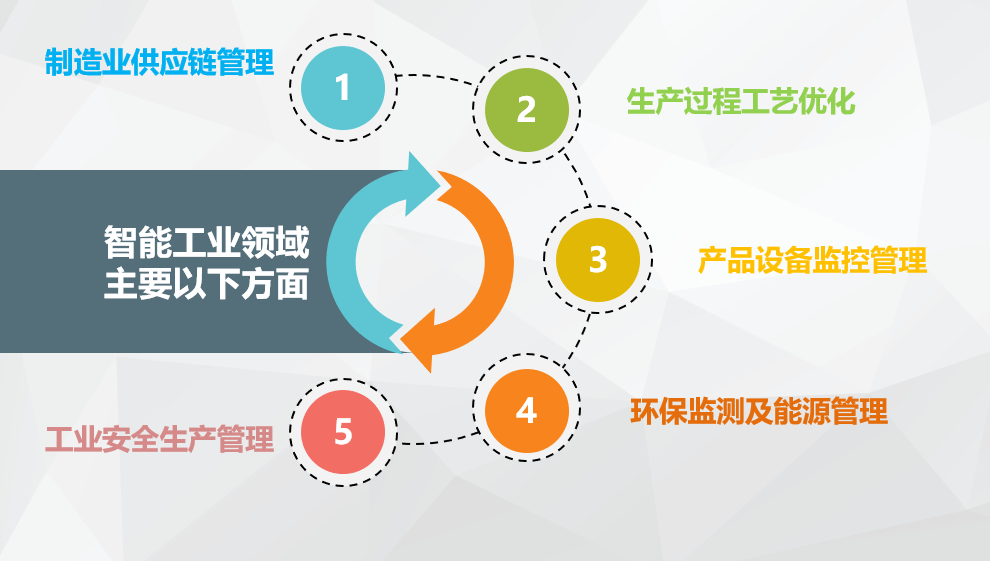 制造业供应链管理
1
2
生产过程工艺优化
智能工业领域
主要以下方面
3
产品设备监控管理
4
环保监测及能源管理
5
工业安全生产管理